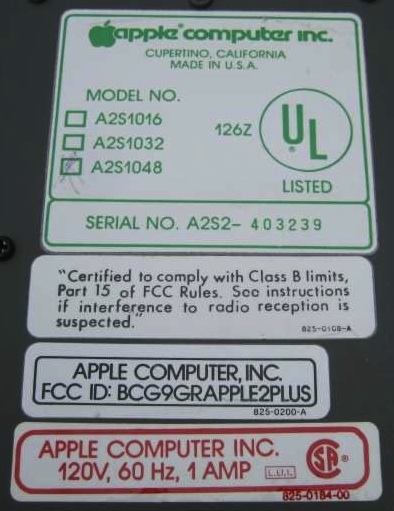 apple computer inc.
CUPERTINO, CALIFORNIA
MADE IN U.S.A.
MODEL NO.
A2S1016
A2S1032
A2S1048
126Z
UL
®
LISTED
SERIAL NO. A2S2- 403239
"Certified to comply with Class B limits,
Part 15 of FCC Rules. See instructions
if interference to radio reception is
suspected."
825-0108-A
APPLE COMPUTER, INC.
FCC ID: BCG9GRAPPLE2PLUS
825-0200-A
APPLE COMPUTER INC.
120V, 60 Hz, 1 AMP
SA
825-0184-00